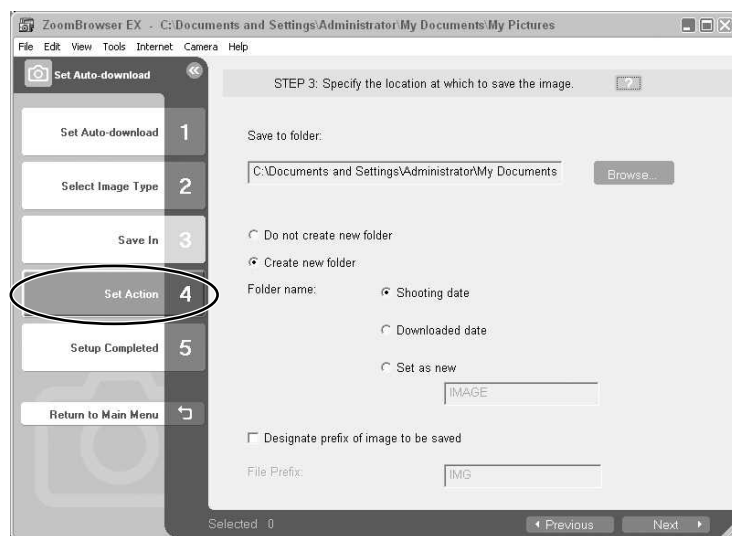 ZoomBrowser EX - C:\Documents and Settings\Administrator\My Documents\My Pictures
File Edit View Tools Internet Camera Help
Set Auto-download
STEP 3: Specify the location at which to save the image.
?
Set Auto-download 1
Select Image Type 2
Save In 3
Set Action 4
Setup Completed 5
Return to Main Menu
Save to folder:
C:\Documents and Settings\Administrator\My Documents
Browse...
Do not create new folder
Create new folder
Folder name:
Shooting date
Downloaded date
Set as new
IMAGE
Designate prefix of image to be saved
File Prefix:
IMG
Selected 0
Previous
Next